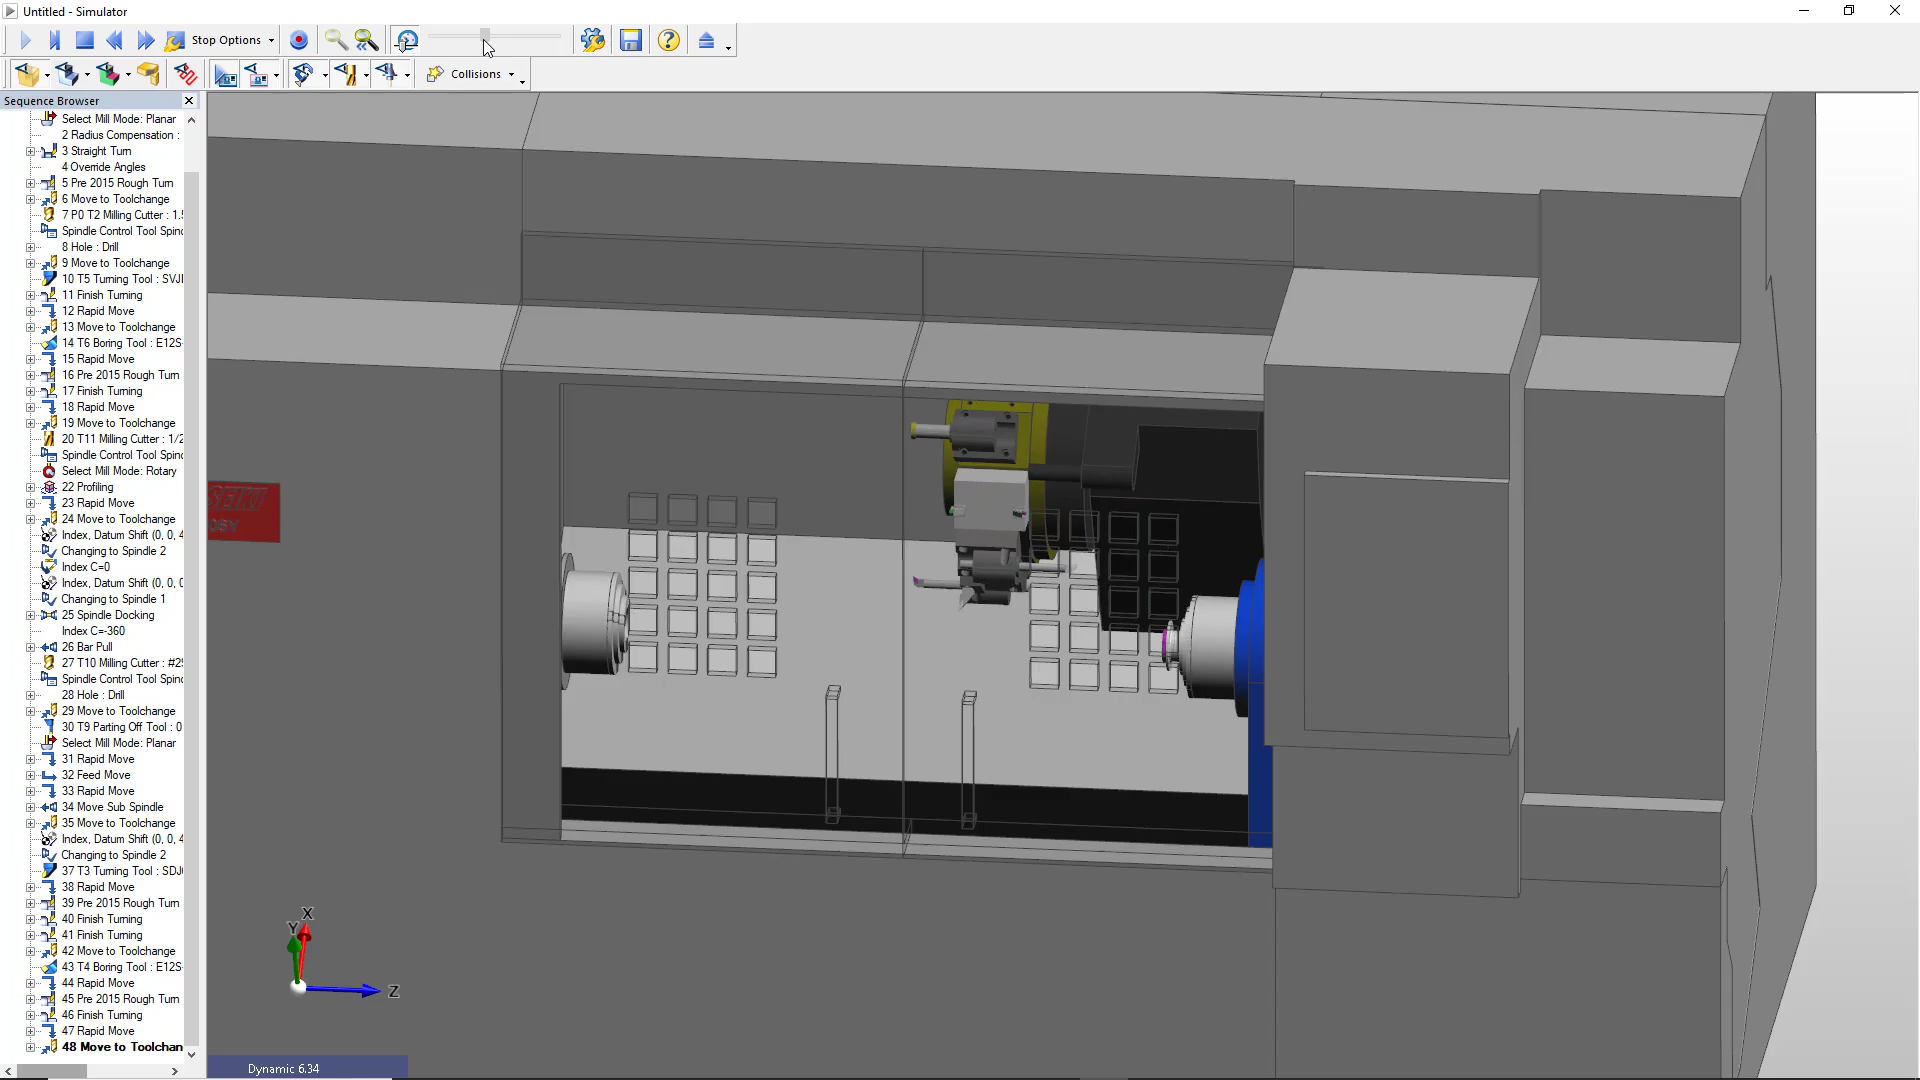 Untitled - Simulator
Stop Options
Collisions
Sequence Browser
Select Mill Mode: Planar
2 Radius Compensation :
3 Straight Turn
4 Override Angles
5 Pre 2015 Rough Turn
6 Move to Toolchange
7 P0 T2 Milling Cutter : 1.5
Spindle Control Tool Spind
8 Hole : Drill
9 Move to Toolchange
10 T5 Turning Tool : SVJI
11 Finish Turning
12 Rapid Move
13 Move to Toolchange
14 T6 Boring Tool : E12S
15 Rapid Move
16 Pre 2015 Rough Turn
17 Finish Turning
18 Rapid Move
19 Move to Toolchange
20 T11 Milling Cutter : 1/2
Spindle Control Tool Spind
Select Mill Mode: Rotary
22 Profiling
23 Rapid Move
24 Move to Toolchange
Index, Datum Shift (0, 0, 4
Changing to Spindle 2
Index C=0
Index, Datum Shift (0, 0, 0
Changing to Spindle 1
25 Spindle Docking
Index C=-360
26 Bar Pull
27 T10 Milling Cutter : #25
Spindle Control Tool Spind
28 Hole : Drill
29 Move to Toolchange
30 T9 Parting Off Tool : 0
Select Mill Mode: Planar
31 Rapid Move
32 Feed Move
33 Rapid Move
34 Move Sub Spindle
35 Move to Toolchange
Index, Datum Shift (0, 0, 4
Changing to Spindle 2
37 T3 Turning Tool : SDJ
38 Rapid Move
39 Pre 2015 Rough Turn
40 Finish Turning
41 Finish Turning
42 Move to Toolchange
43 T4 Boring Tool : E12S
44 Rapid Move
45 Pre 2015 Rough Turn
46 Finish Turning
47 Rapid Move
48 Move to Toolchan
SEIKI
X
Y
Z
Dynamic 6.34